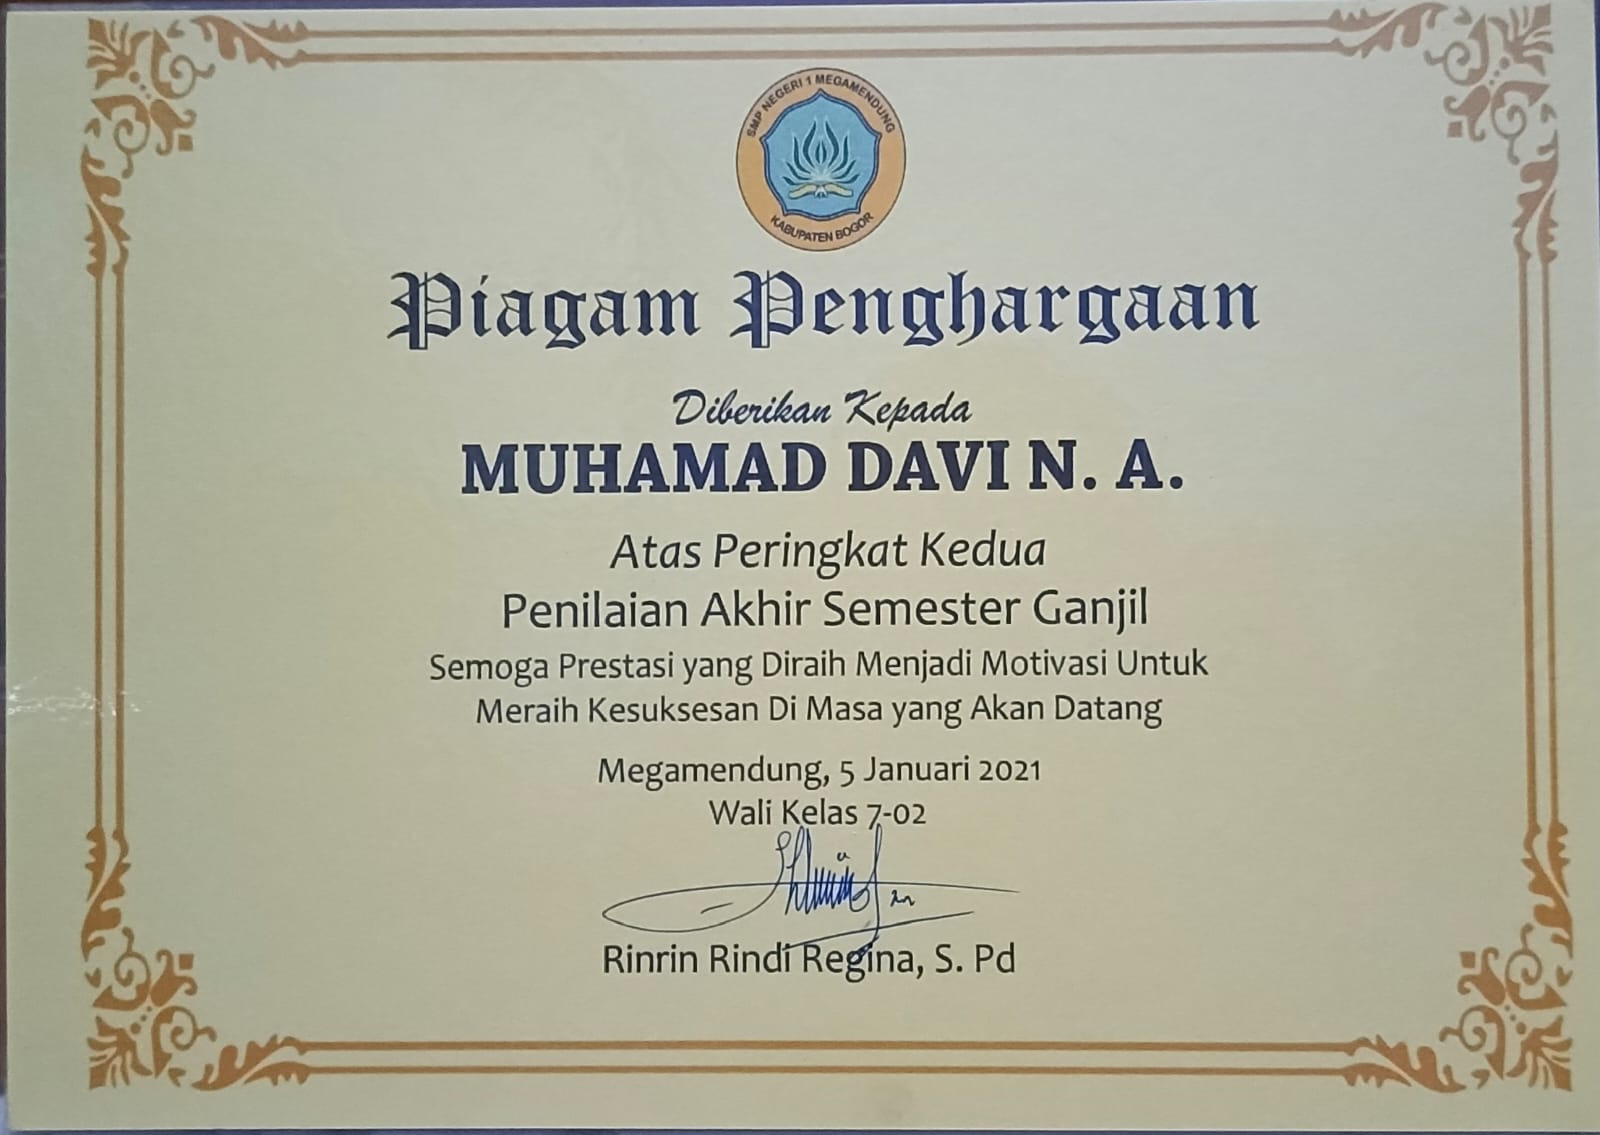 SMP NEGERI 1 MEGAMENDUNG
KABUPATEN BOGOR
Piagam Penghargaan
Diberikan Kepada
MUHAMAD DAVI N. A.
Atas Peringkat Kedua
Penilaian Akhir Semester Ganjil
Semoga Prestasi yang Diraih Menjadi Motivasi Untuk
Meraih Kesuksesan Di Masa yang Akan Datang
Megamendung, 5 Januari 2021
Wali Kelas 7-02
Rinrin Rindi Regina, S. Pd